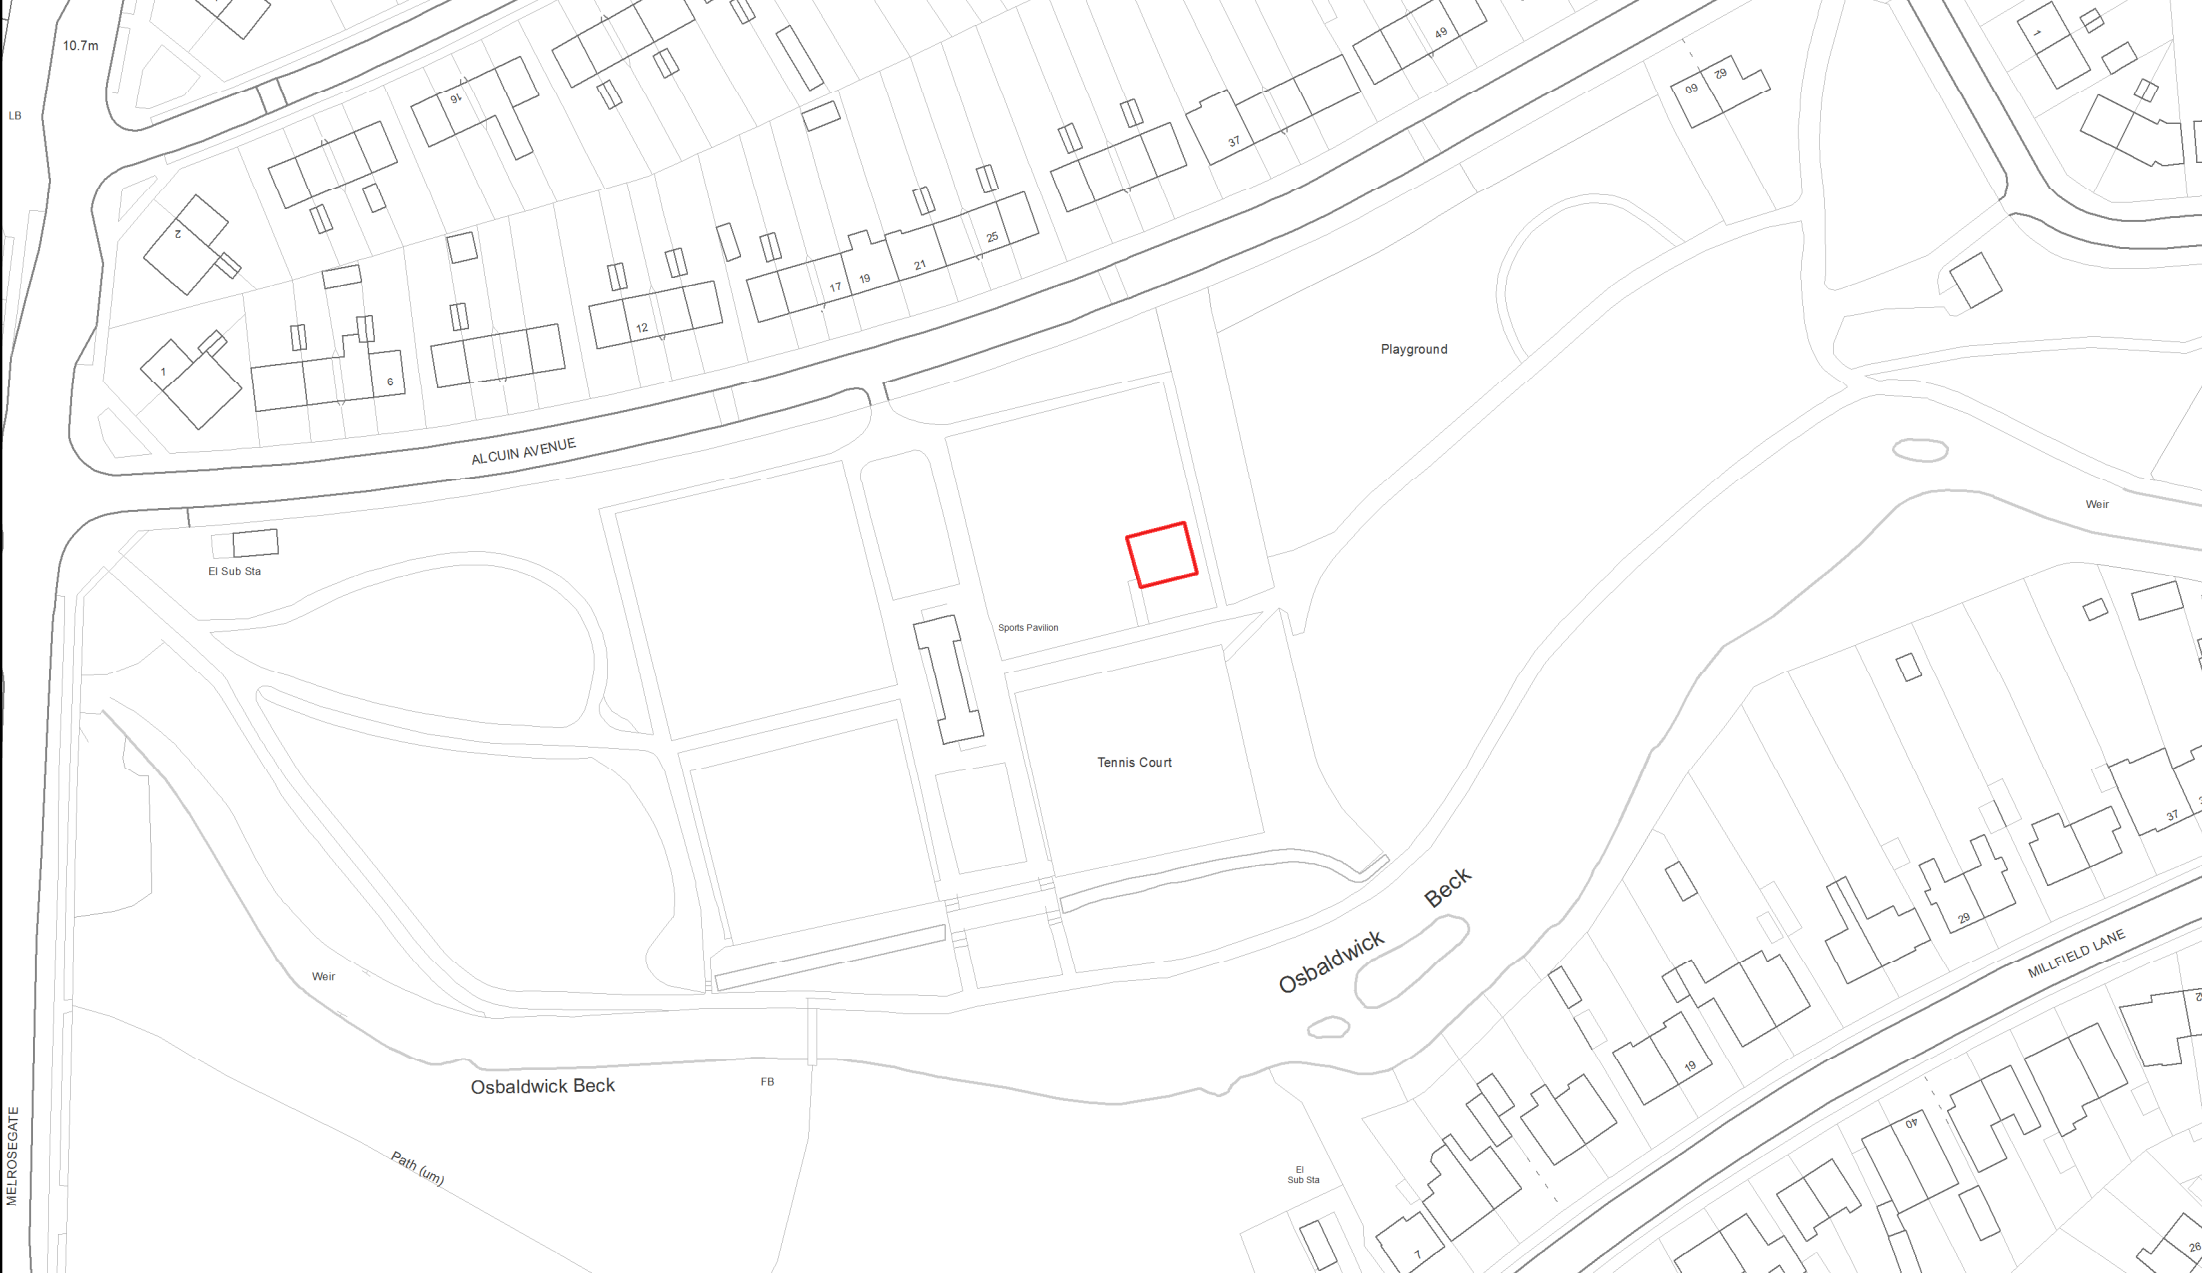 10.7m
LB
16
49
62
60
1
37
2
25
21
19
17
12
1
6
Playground
ALCUIN AVENUE
Weir
El Sub Sta
Sports Pavilion
Tennis Court
37
Beck
29
Osbaldwick
MILLFIELD LANE
Weir
19
Osbaldwick Beck
FB
40
MELROSEGATE
Path (um)
El
Sub Sta
7
26